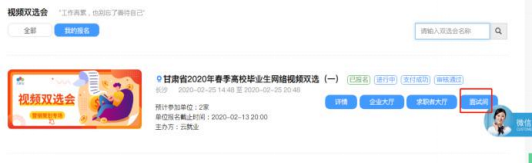 视频双选会 "工作再累，也别忘了善待自己"
全部 我的报名 请输入双选会名称
甘肃省2020年春季高校毕业生网络视频双选（一） 已报名 进行中 支付成功 审核通过
长沙 2020-02-25 14:48 至 2020-02-25 20:48
视频双选会
预计参加单位：2家
详情 企业大厅 求职者大厅 面试间
单位报名截止时间：2020-02-13 20:00
主办方：云就业
微信